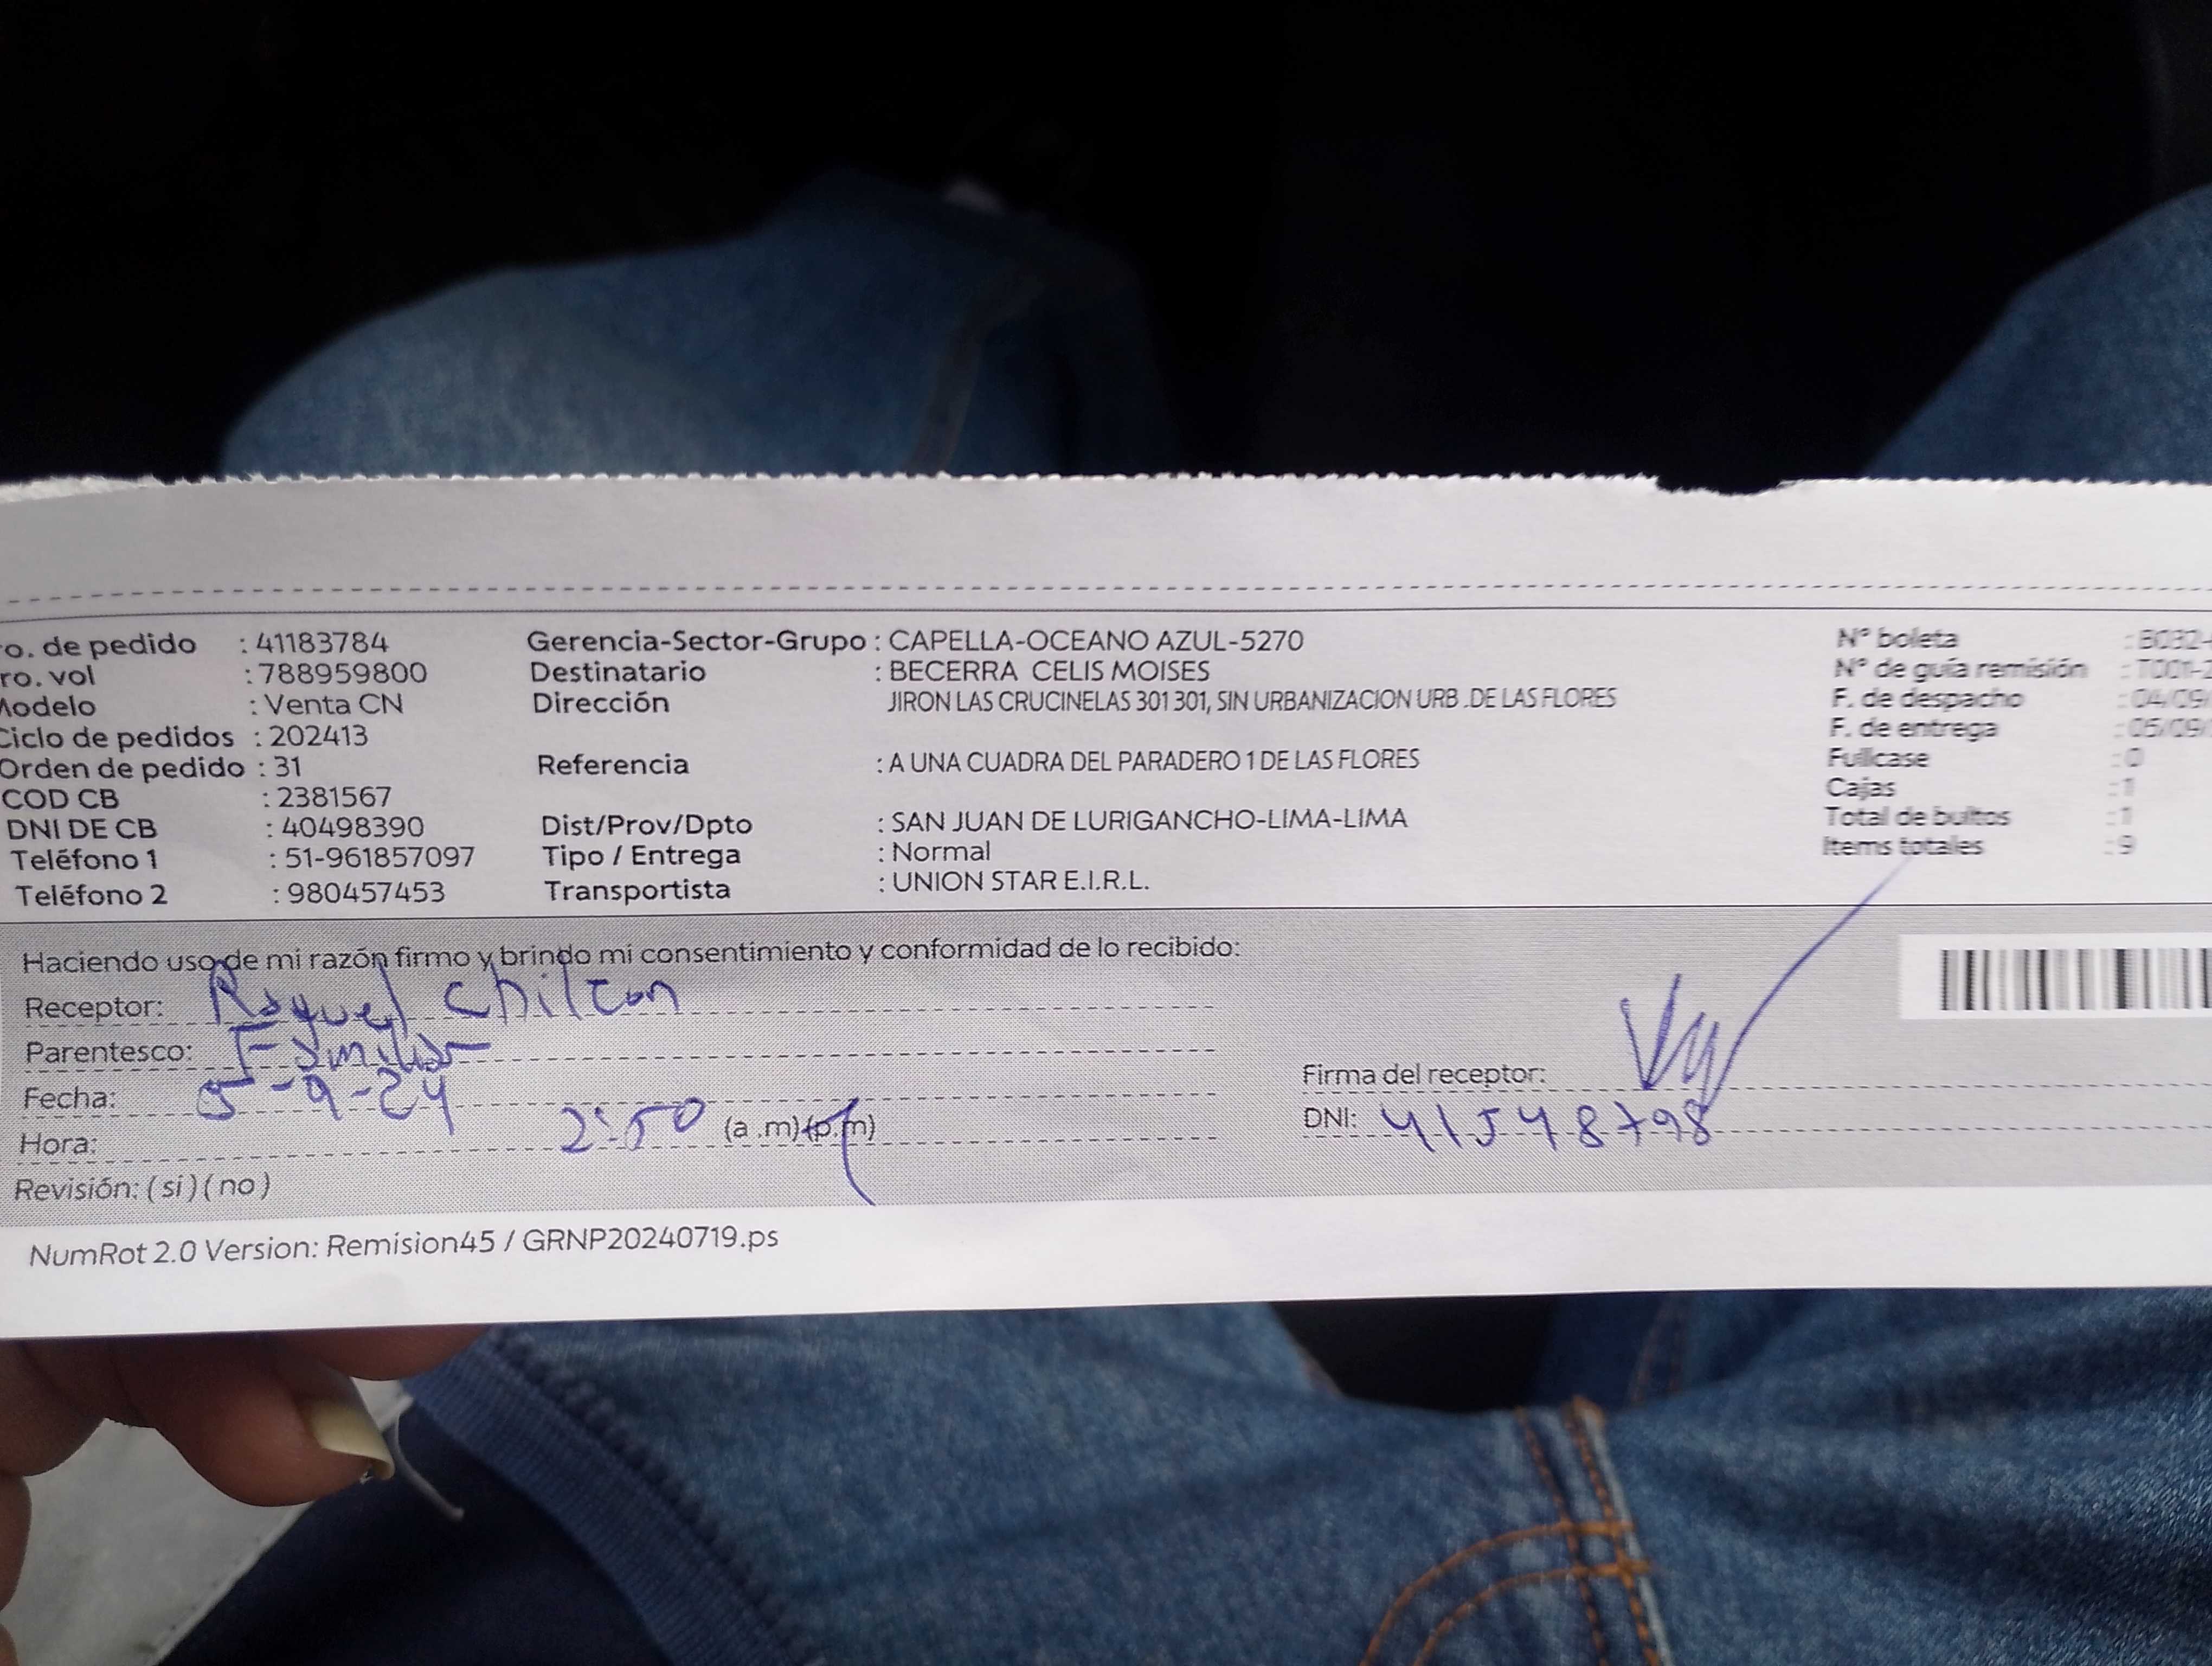 o. de pedido : 41183784
ro. vol : 788959800
Modelo : Venta CN
Ciclo de pedidos : 202413
Orden de pedido : 31
COD CB : 2381567
DNI DE CB : 40498390
Teléfono 1 : 51-961857097
Teléfono 2 : 980457453
Gerencia-Sector-Grupo : CAPELLA-OCEANO AZUL-5270
Destinatario : BECERRA CELIS MOISES
Dirección JIRON LAS CRUCINELAS 301 301, SIN URBANIZACION URB .DE LAS FLORES
Referencia : A UNA CUADRA DEL PARADERO 1 DE LAS FLORES
Dist/Prov/Dpto : SAN JUAN DE LURIGANCHO-LIMA-LIMA
Tipo / Entrega : Normal
Transportista : UNION STAR E.I.R.L.
N° boleta : B032-
N° de guía remisión : T001-2
F. de despacho : 04/09/
F. de entrega : 05/09/
Fullcase : 0
Cajas : 1
Total de bultos : 1
Items totales : 9
Haciendo uso de mi razón firmo y brindo mi consentimiento y conformidad de lo recibido:
Receptor: Raquel Chilcon
Parentesco: Familiar
Fecha: 5-9-24
Hora: 2:50 (a .m) (p.m)
Revisión: ( si ) ( no )
Firma del receptor:
DNI: 41548798
NumRot 2.0 Version: Remision45 / GRNP20240719.ps